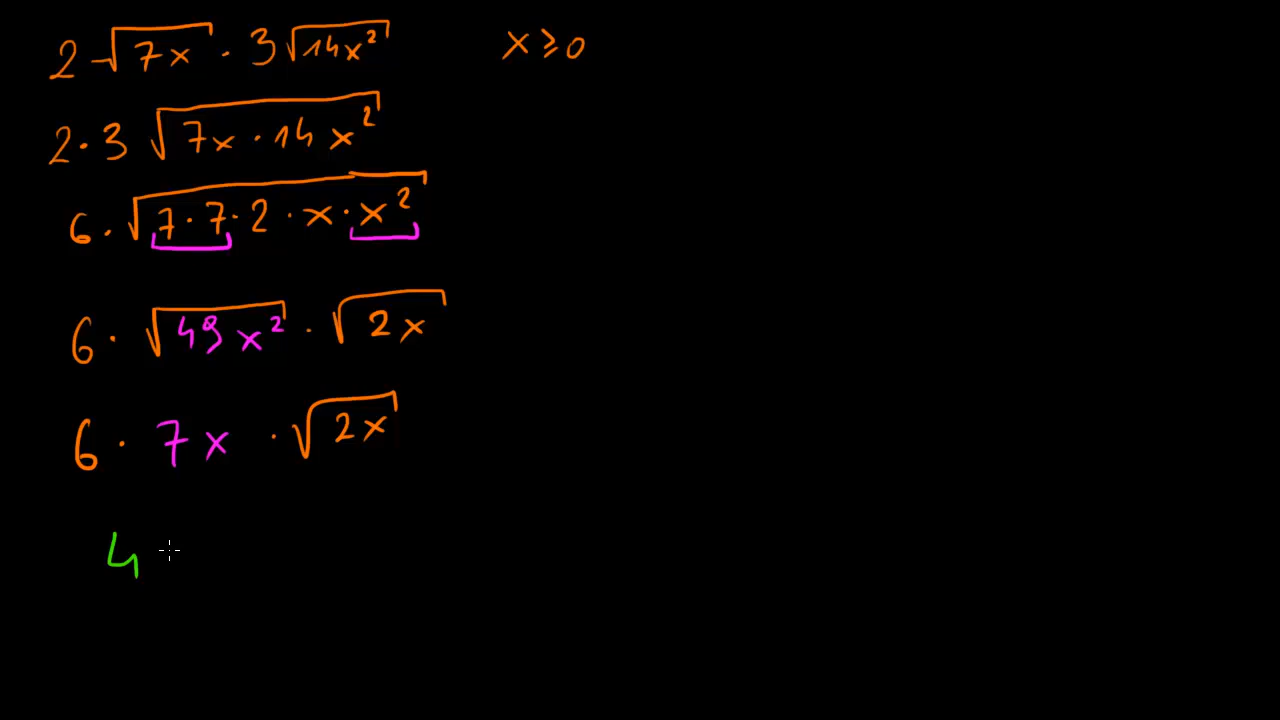 2 √7x · 3 √14x² x ≥ 0
2 · 3 √7x · 14x²
6 · √7 · 7 · 2 · x · x²
6 · √49x² · √2x
6 · 7x · √2x
4